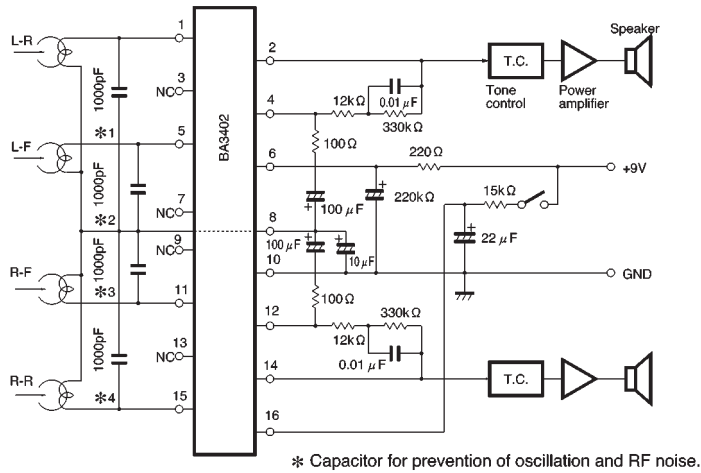 Speaker
L-R
1
2
T.C.
1000pF
3
NC
Tone
control
Power
amplifier
0.01 μF
12kΩ
4
330kΩ
✻1
L-F
5
BA3402
100Ω
6
220Ω
+9V
1000pF
220kΩ
15kΩ
7
NC
100 μF
✻2
8
22 μF
9
NC
100 μF
10 μF
1000pF
10
GND
R-F
✻3
11
100Ω
12
330kΩ
12kΩ
13
NC
0.01 μF
1000pF
14
T.C.
R-R
✻4
15
16
✻ Capacitor for prevention of oscillation and RF noise.